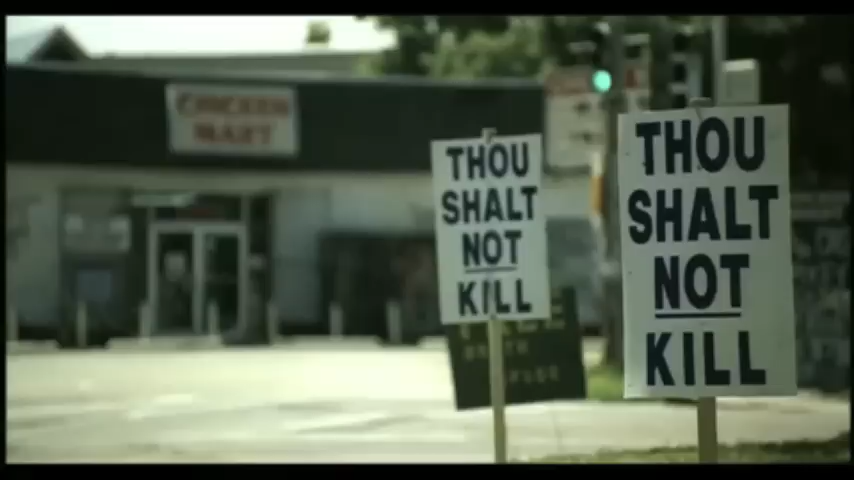 CHICKEN
MART
THOU
SHALT
NOT
KILL
THOU
SHALT
NOT
KILL